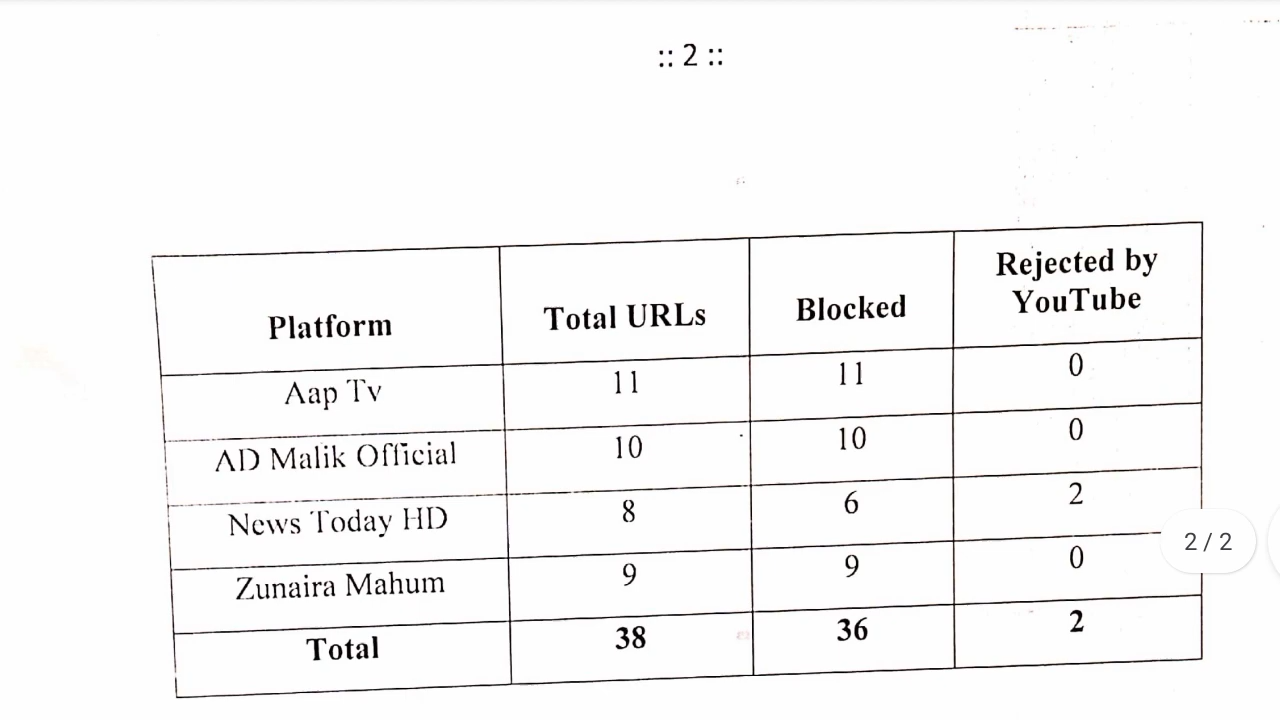 :: 2 ::
Platform Total URLs Blocked Rejected by YouTube
Aap Tv 11 11 0
AD Malik Official 10 10 0
News Today HD 8 6 2
Zunaira Mahum 9 9 0
Total 38 36 2
2 / 2